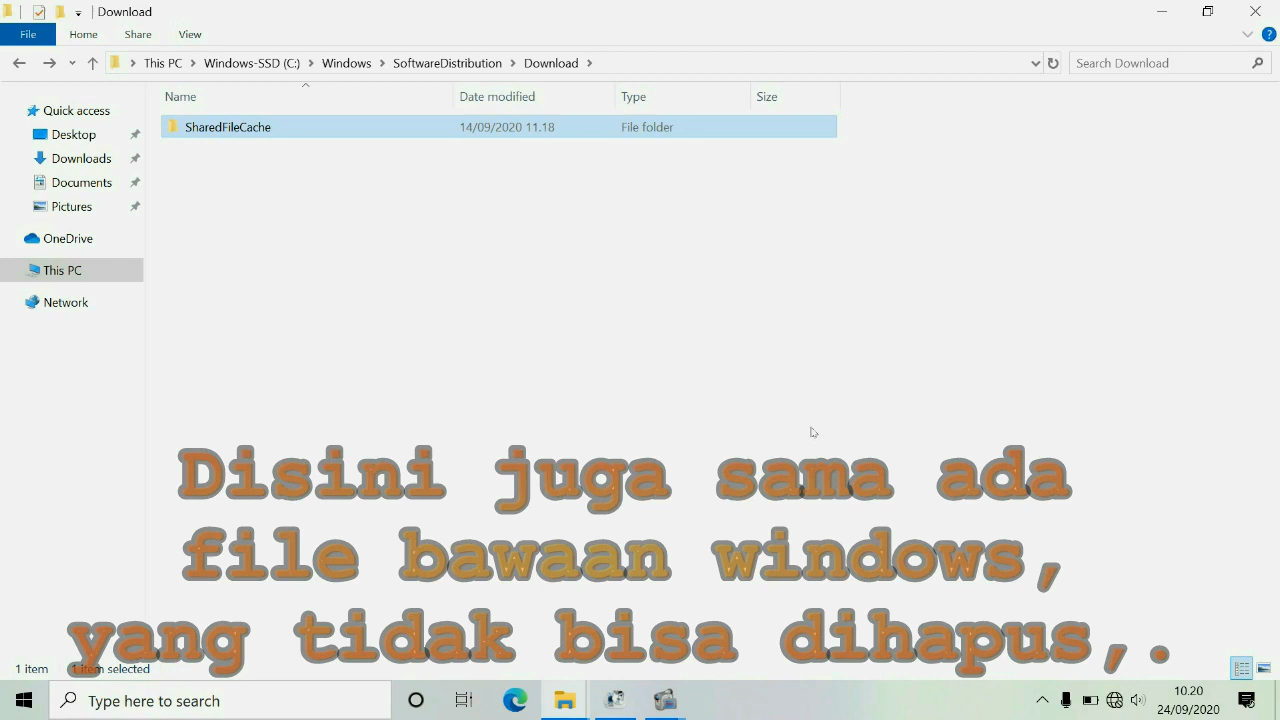 Download
File Home Share View
This PC Windows-SSD (C:) Windows SoftwareDistribution Download
Search Download
Name Date modified Type Size
SharedFileCache 14/09/2020 11.18 File folder
Quick access
Desktop
Downloads
Documents
Pictures
OneDrive
This PC
Network
Disini juga sama ada
file bawaan windows,
yang tidak bisa dihapus,.
1 item 1 item selected
Type here to search
10.20
24/09/2020